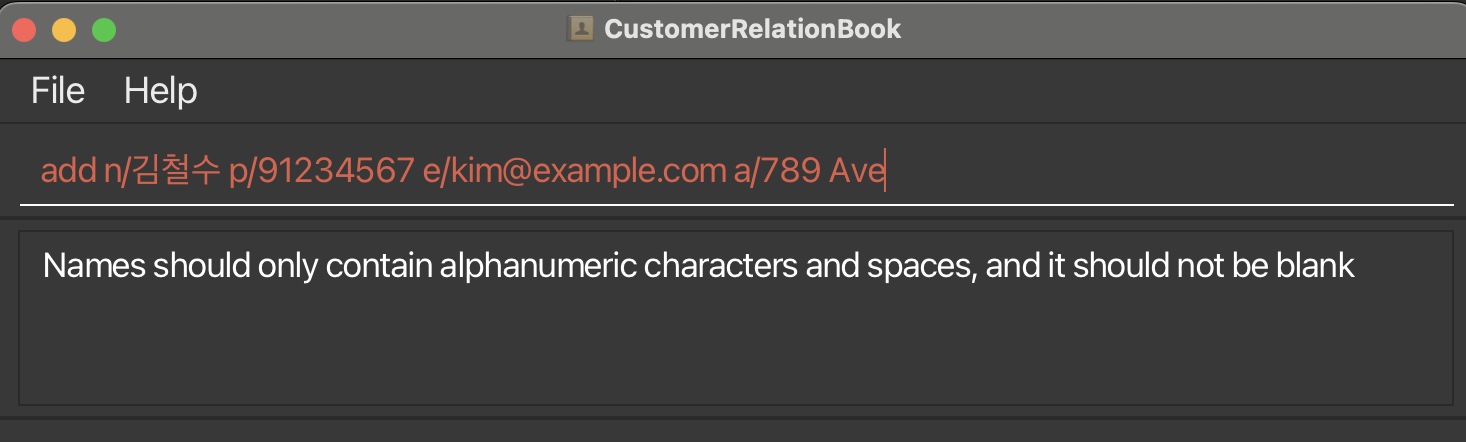 CustomerRelationBook
File Help
add n/김철수 p/91234567 e/kim@example.com a/789 Ave
Names should only contain alphanumeric characters and spaces, and it should not be blank